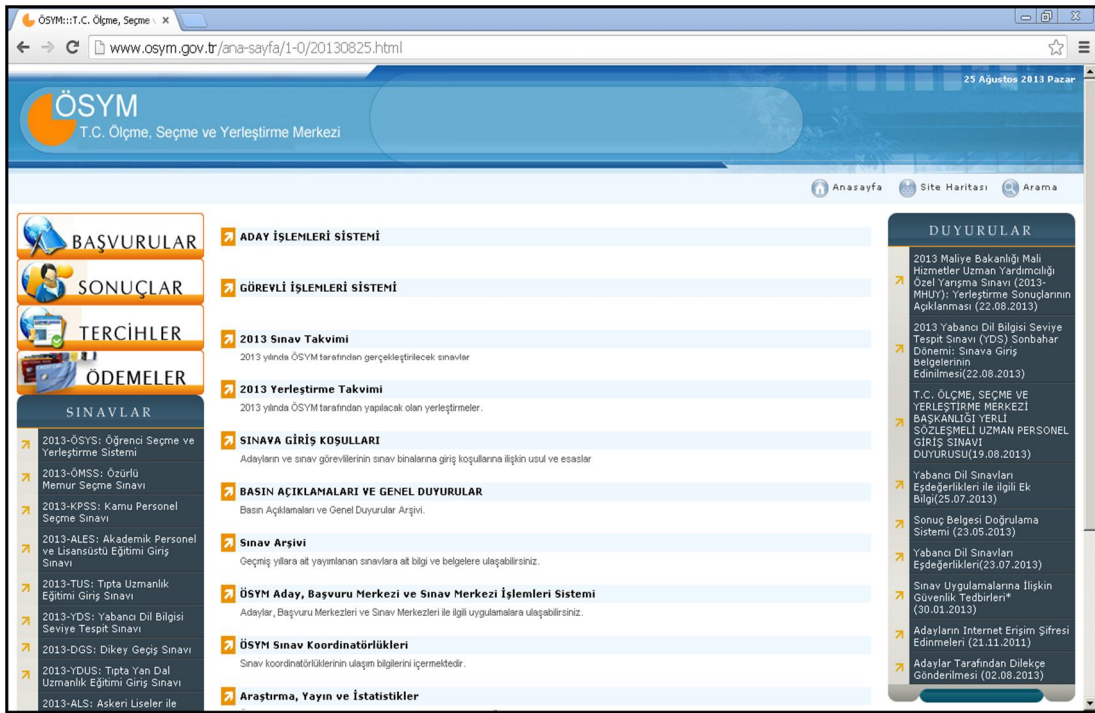 ÖSYM:::T.C. Ölçme, Seçme v
www.osym.gov.tr/ana-sayfa/1-0/20130825.html
25 Ağustos 2013 Pazar
ÖSYM
T.C. Ölçme, Seçme ve Yerleştirme Merkezi
Anasayfa
Site Haritası
Arama
BAŞVURULAR
SONUÇLAR
TERCİHLER
ÖDEMELER
SINAVLAR
2013-ÖSYS: Öğrenci Seçme ve
Yerleştirme Sistemi
2013-ÖMSS: Özürlü
Memur Seçme Sınavı
2013-KPSS: Kamu Personel
Seçme Sınavı
2013-ALES: Akademik Personel
ve Lisansüstü Eğitimi Giriş
Sınavı
2013-TUS: Tıpta Uzmanlık
Eğitimi Giriş Sınavı
2013-YDS: Yabancı Dil Bilgisi
Seviye Tespit Sınavı
2013-DGS: Dikey Geçiş Sınavı
2013-YDUS: Tıpta Yan Dal
Uzmanlık Eğitimi Giriş Sınavı
2013-ALS: Askeri Liseler ile
ADAY İŞLEMLERİ SİSTEMİ
GÖREVLİ İŞLEMLERİ SİSTEMİ
2013 Sınav Takvimi
2013 yılında ÖSYM tarafından gerçekleştirilecek sınavlar
2013 Yerleştirme Takvimi
2013 yılında ÖSYM tarafından yapılacak olan yerleştirmeler.
SINAVA GİRİŞ KOŞULLARI
Adayların ve sınav görevlilerinin sınav binalarına giriş koşullarına ilişkin usul ve esaslar
BASIN AÇIKLAMALARI VE GENEL DUYURULAR
Basın Açıklamaları ve Genel Duyurular Arşivi.
Sınav Arşivi
Geçmiş yıllara ait yayımlanan sınavlara ait bilgi ve belgelere ulaşabilirsiniz.
ÖSYM Aday, Başvuru Merkezi ve Sınav Merkezi İşlemleri Sistemi
Adaylar, Başvuru Merkezleri ve Sınav Merkezleri ile ilgili uygulamalara ulaşabilirsiniz.
ÖSYM Sınav Koordinatörlükleri
Sınav koordinatörlüklerinin ulaşım bilgilerini içermektedir.
Araştırma, Yayın ve İstatistikler
DUYURULAR
2013 Maliye Bakanlığı Mali
Hizmetler Uzman Yardımcılığı
Özel Yarışma Sınavı (2013-
MHUY): Yerleştirme Sonuçlarının
Açıklanması (22.08.2013)
2013 Yabancı Dil Bilgisi Seviye
Tespit Sınavı (YDS) Sonbahar
Dönemi: Sınava Giriş
Belgelerinin
Edinilmesi(22.08.2013)
T.C. ÖLÇME, SEÇME VE
YERLEŞTİRME MERKEZİ
BAŞKANLIĞI YERLİ
SÖZLEŞMELİ UZMAN PERSONEL
GİRİŞ SINAVI
DUYURUSU(19.08.2013)
Yabancı Dil Sınavları
Eşdeğerlikleri ile ilgili Ek
Bilgi(25.07.2013)
Sonuç Belgesi Doğrulama
Sistemi (23.05.2013)
Yabancı Dil Sınavları
Eşdeğerlikleri(23.07.2013)
Sınav Uygulamalarına İlişkin
Güvenlik Tedbirleri*
(30.01.2013)
Adayların Internet Erişim Şifresi
Edinmeleri (21.11.2011)
Adaylar Tarafından Dilekçe
Gönderilmesi (02.08.2013)